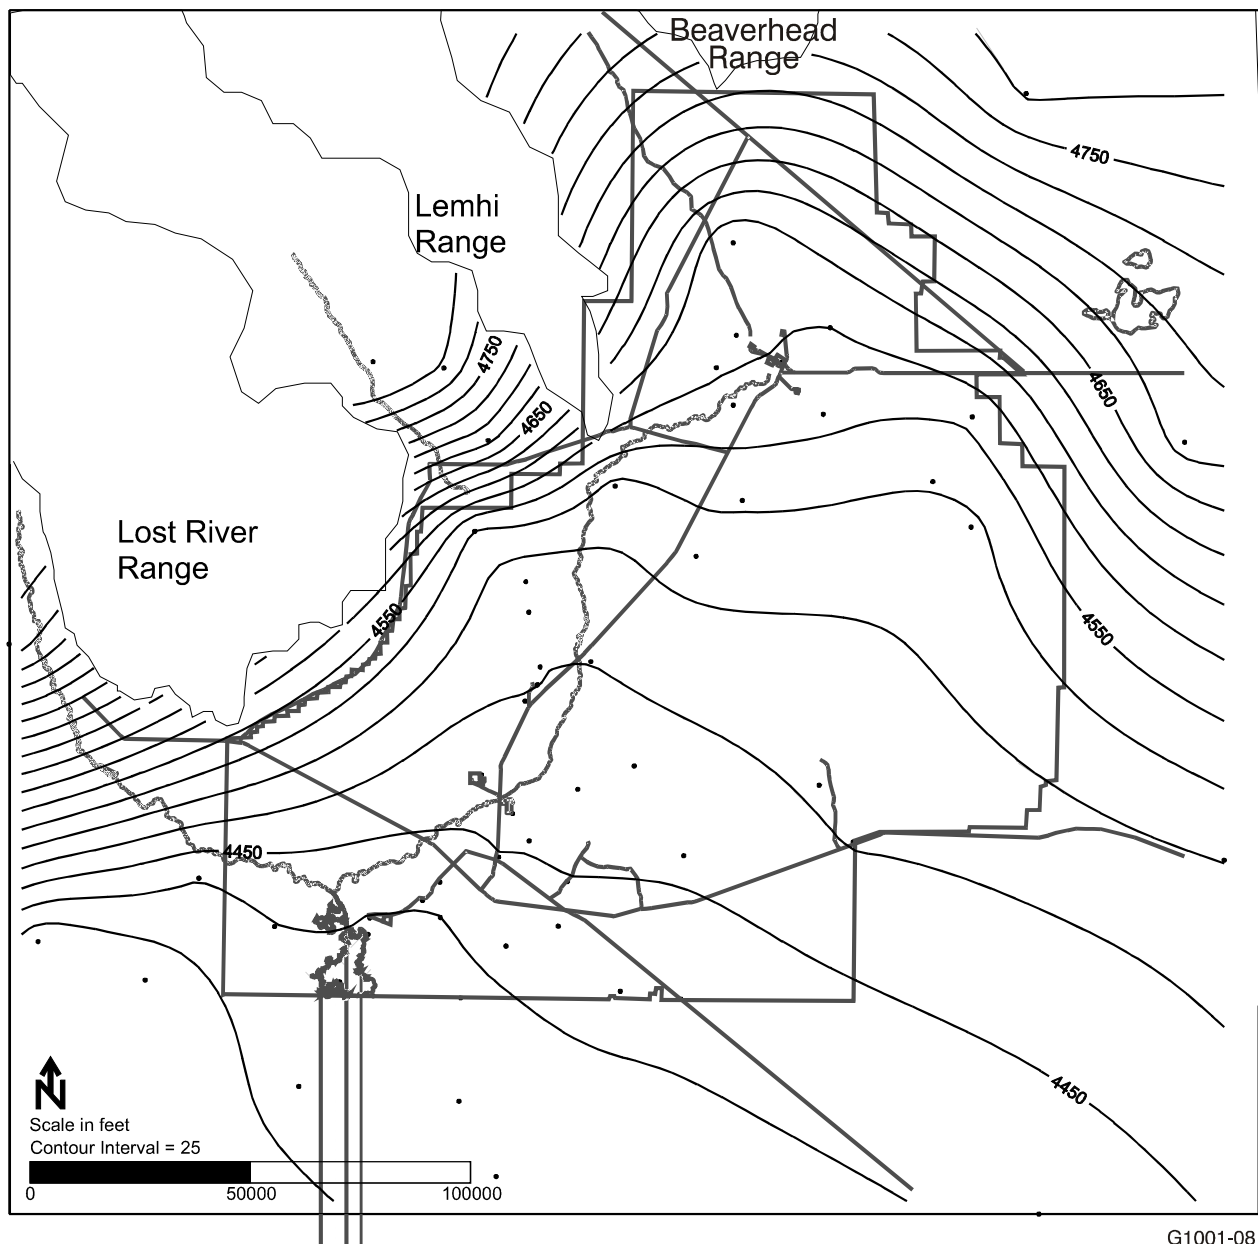 Beaverhead
Range
4750
Lemhi
Range
4750
4650
4650
Lost River
Range
4550
4550
4450
4450
N
Scale in feet
Contour Interval = 25
0 50000 100000
G1001-08